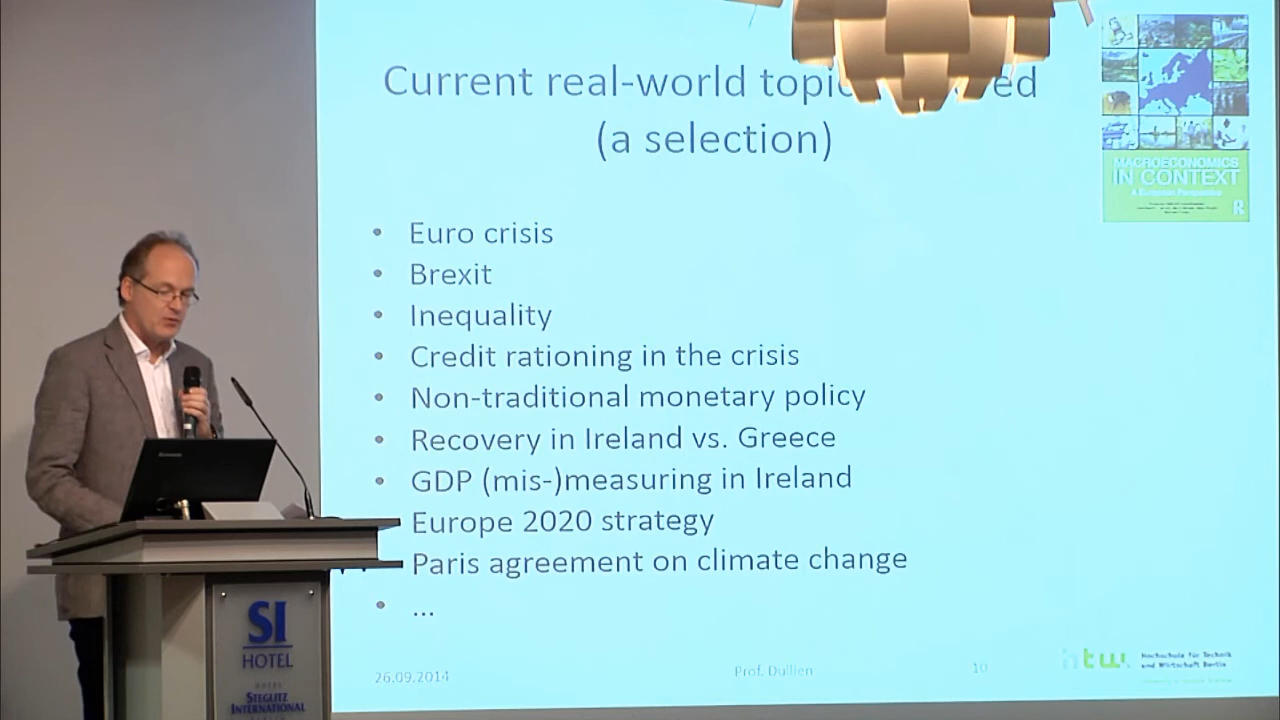 Current real-world topic ed
(a selection)
MACROECONOMICS
IN CONTEXT
A European Perspective
R
• Euro crisis
• Brexit
• Inequality
• Credit rationing in the crisis
• Non-traditional monetary policy
• Recovery in Ireland vs. Greece
• GDP (mis-)measuring in Ireland
Europe 2020 strategy
Paris agreement on climate change
• ...
26.09.2014
Prof. Dullien
10
htw.
Hochschule für Technik
und Wirtschaft Berlin
Lenovo
SI
HOTEL
HOTEL
STEGLITZ
INTERNATIONAL